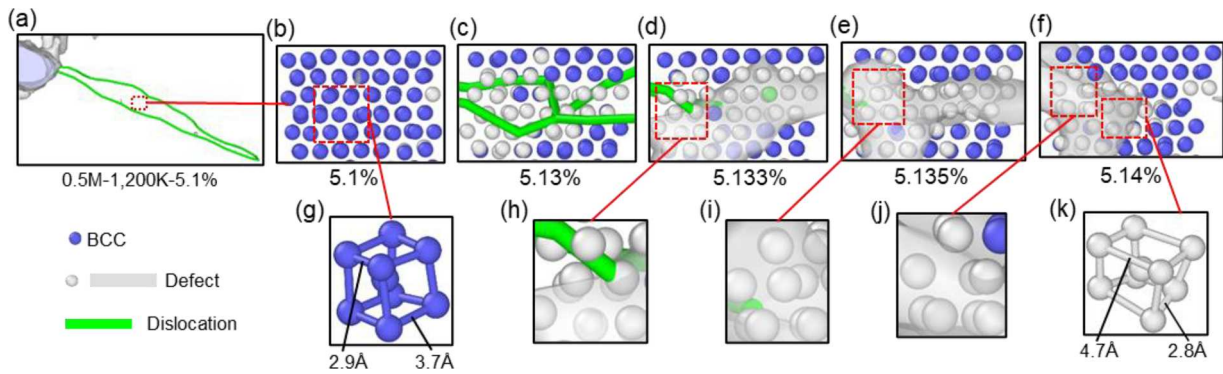 (a)
(b)
(c)
(d)
(e)
(f)
0.5M-1,200K-5.1%
5.1%
5.13%
5.133%
5.135%
5.14%
(g)
(h)
(i)
(j)
(k)
BCC
Defect
Dislocation
2.9Å
3.7Å
4.7Å
2.8Å